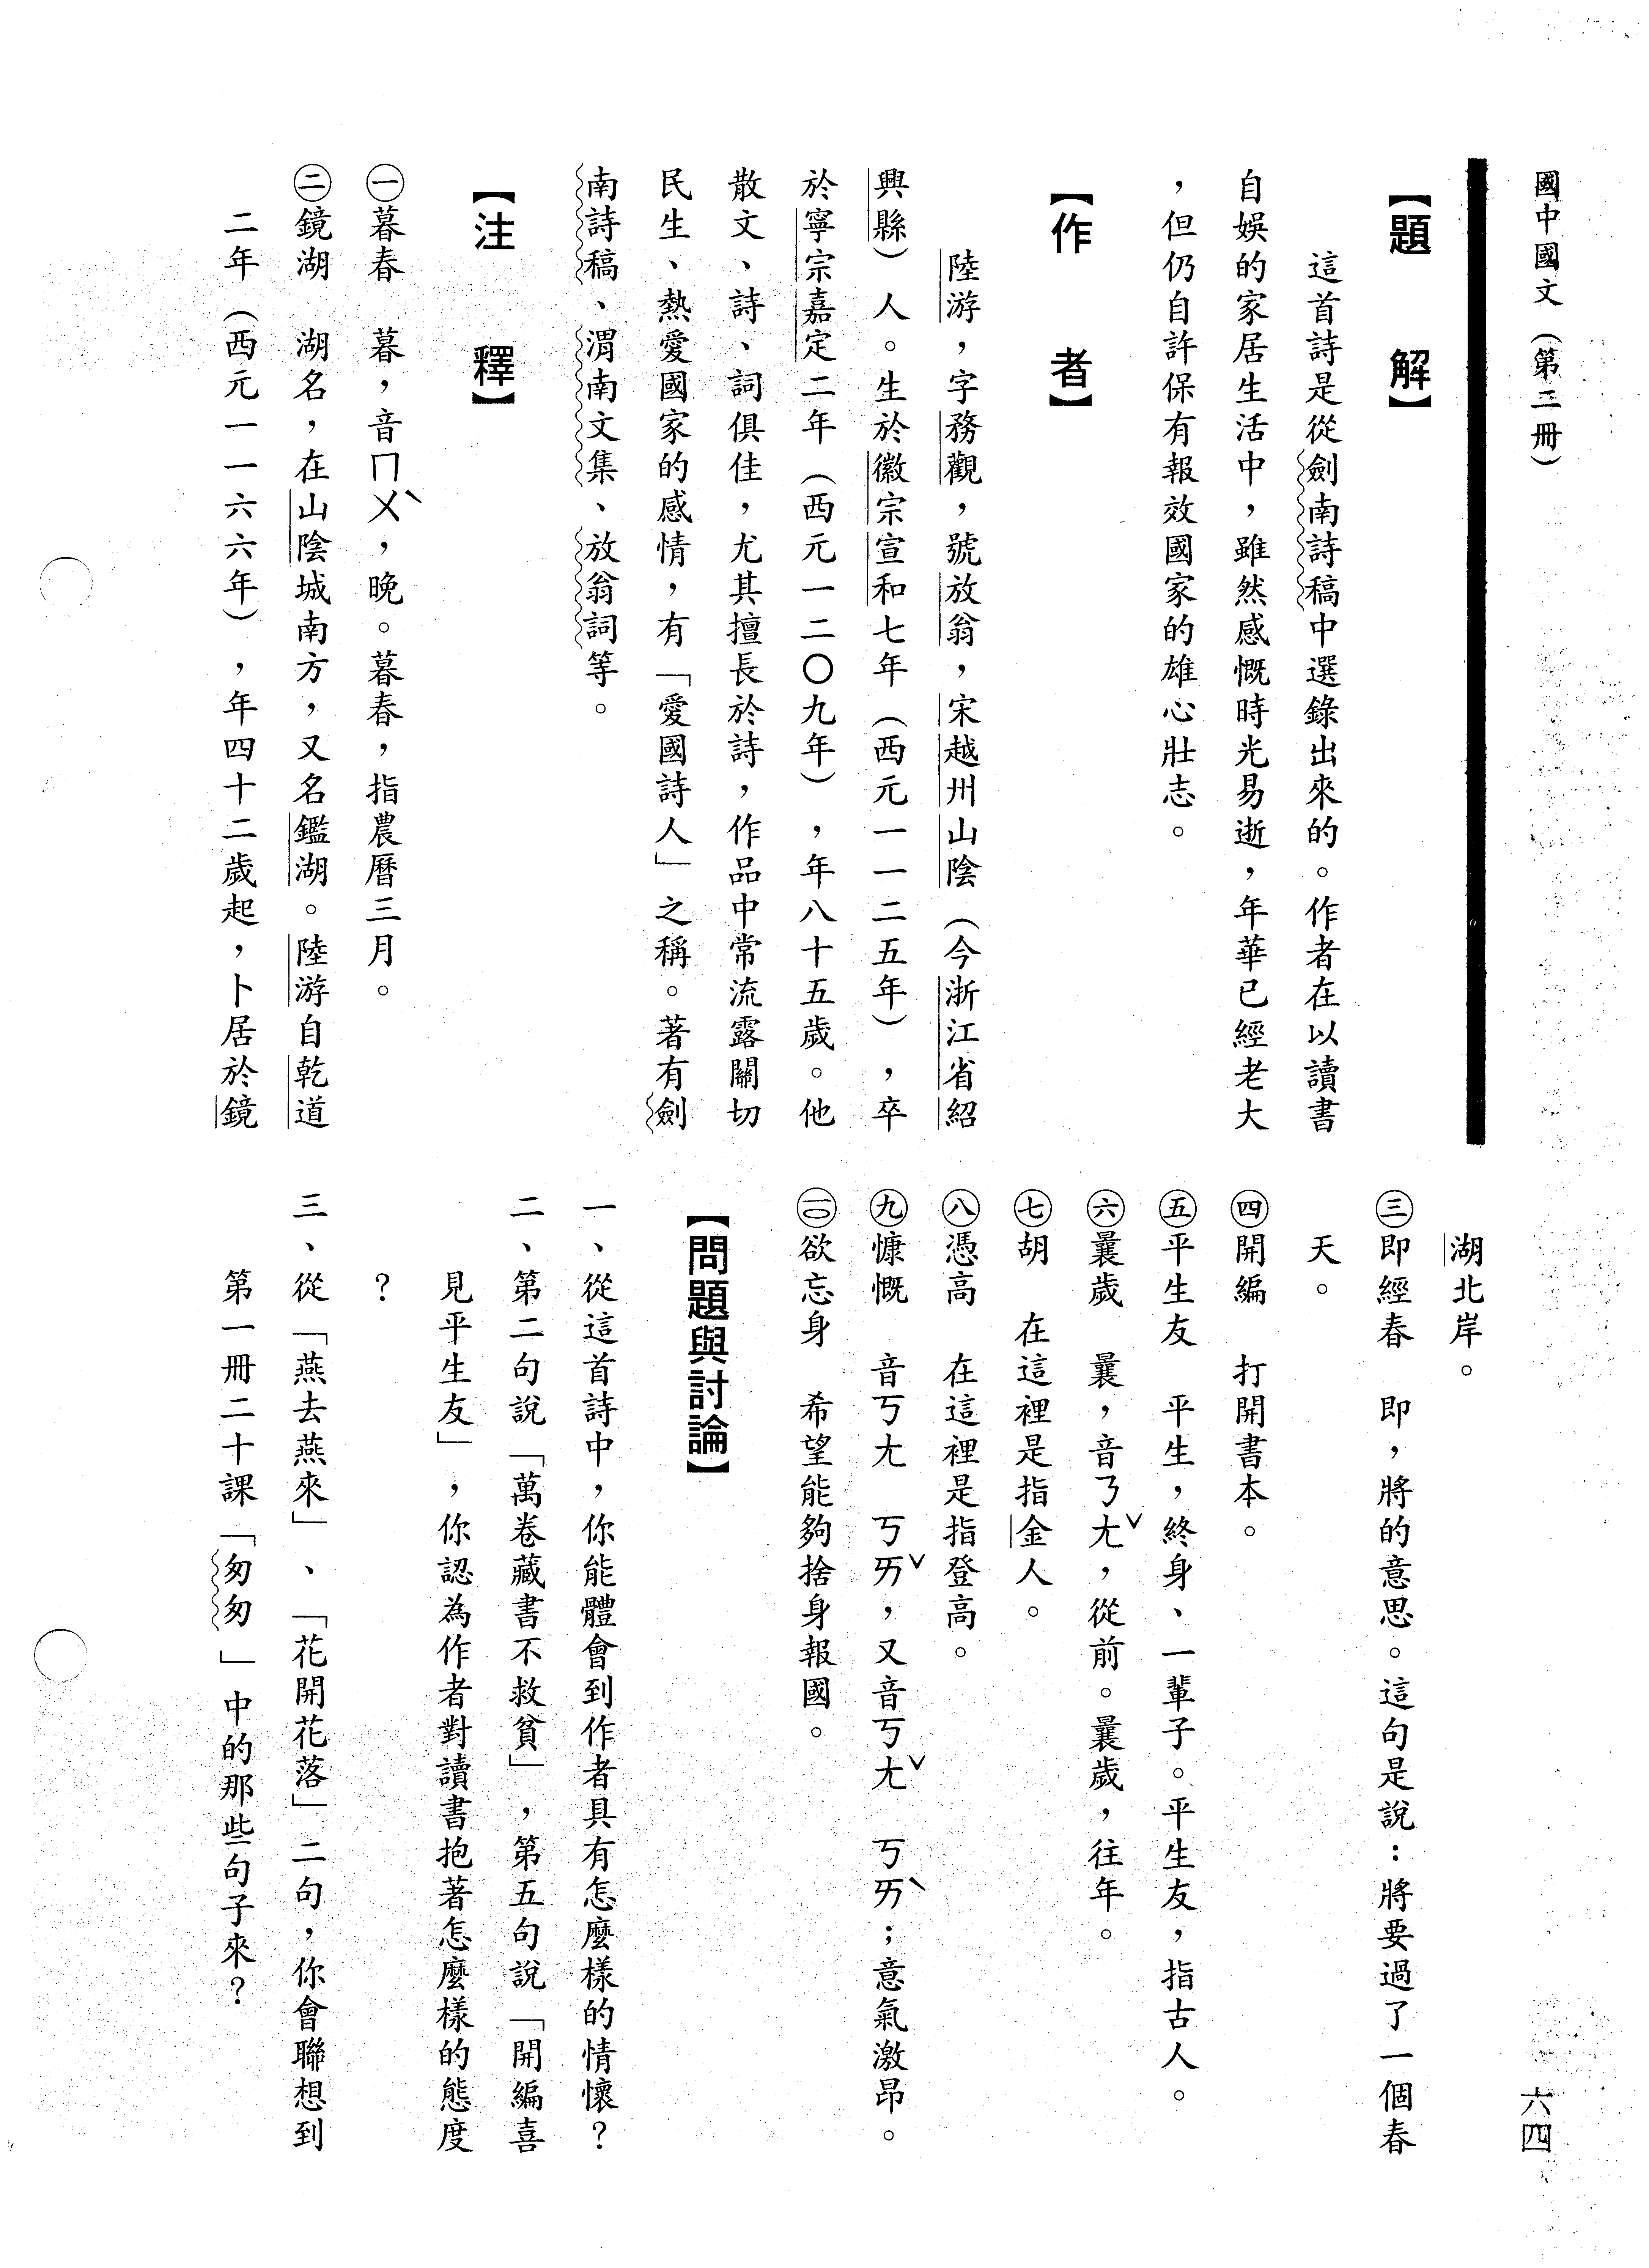 國中國文(第三冊)
【題解】
這首詩是從劍南詩稿中選錄出來的。作者在以讀書
自娛的家居生活中，雖然感慨時光易逝，年華已經老大
，但仍自許保有報效國家的雄心壯志。
【作者】
陸游，字務觀，號放翁，宋越州山陰（今浙江省紹
興縣）人。生於徽宗宣和七年（西元一一二五年），卒
於寧宗嘉定二年（西元一二〇九年），年八十五歲。他
散文、詩、詞俱佳，尤其擅長於詩，作品中常流露關切
民生、熱愛國家的感情，有「愛國詩人」之稱。著有劍
南詩稿、渭南文集、放翁詞等。
【注釋】
㊀暮春　暮，音ㄇㄨˋ，晚。暮春，指農曆三月。
㊁鏡湖　湖名，在山陰城南方，又名鑑湖。陸游自乾道
二年（西元一一六六年），年四十二歲起，卜居於鏡
湖北岸。
㊂即經春　即，將的意思。這句是說：將要過了一個春
天。
㊃開編　打開書本。
㊄平生友　平生，終身、一輩子。平生友，指古人。
㊅曩歲　曩，音ㄋㄤˇ，從前。曩歲，往年。
㊆胡　在這裡是指金人。
㊇憑高　在這裡是指登高。
㊈慷慨　音ㄎㄤ　ㄎㄞˇ，又音ㄎㄤˇ　ㄎㄞˋ；意氣激昂。
㊀〇欲忘身　希望能夠捨身報國。
【問題與討論】
一、從這首詩中，你能體會到作者具有怎麼樣的情懷？
二、第二句說「萬卷藏書不救貧」，第五句說「開編喜
見平生友」，你認為作者對讀書抱著怎麼樣的態度
？
三、從「燕去燕來」、「花開花落」二句，你會聯想到
第一冊二十課「匆匆」中的那些句子來？
六四